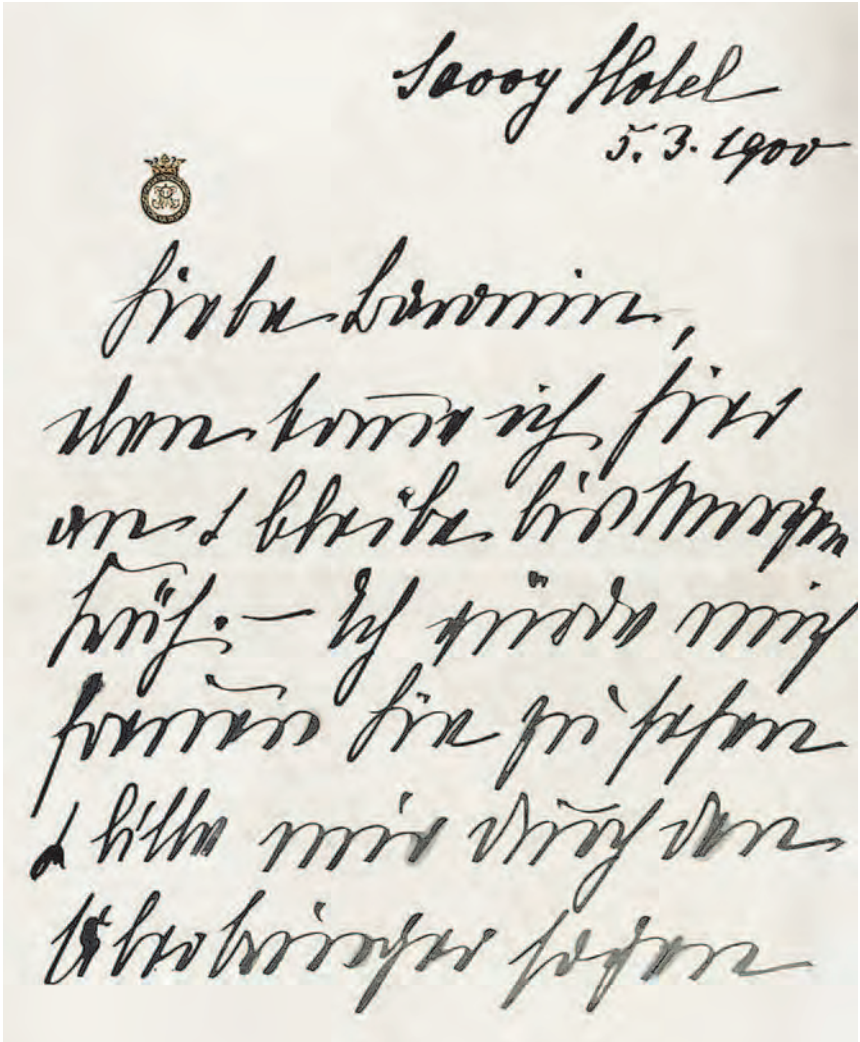 Savoy Hotel
5.3.1900
Liebe Baronin,
eben kom̄e ich hier
an & bleibe bis Morgen
Früh. — Ich würde mich
freuen Sie zu sehen
& bitte mir durch den
Überbringer sagen